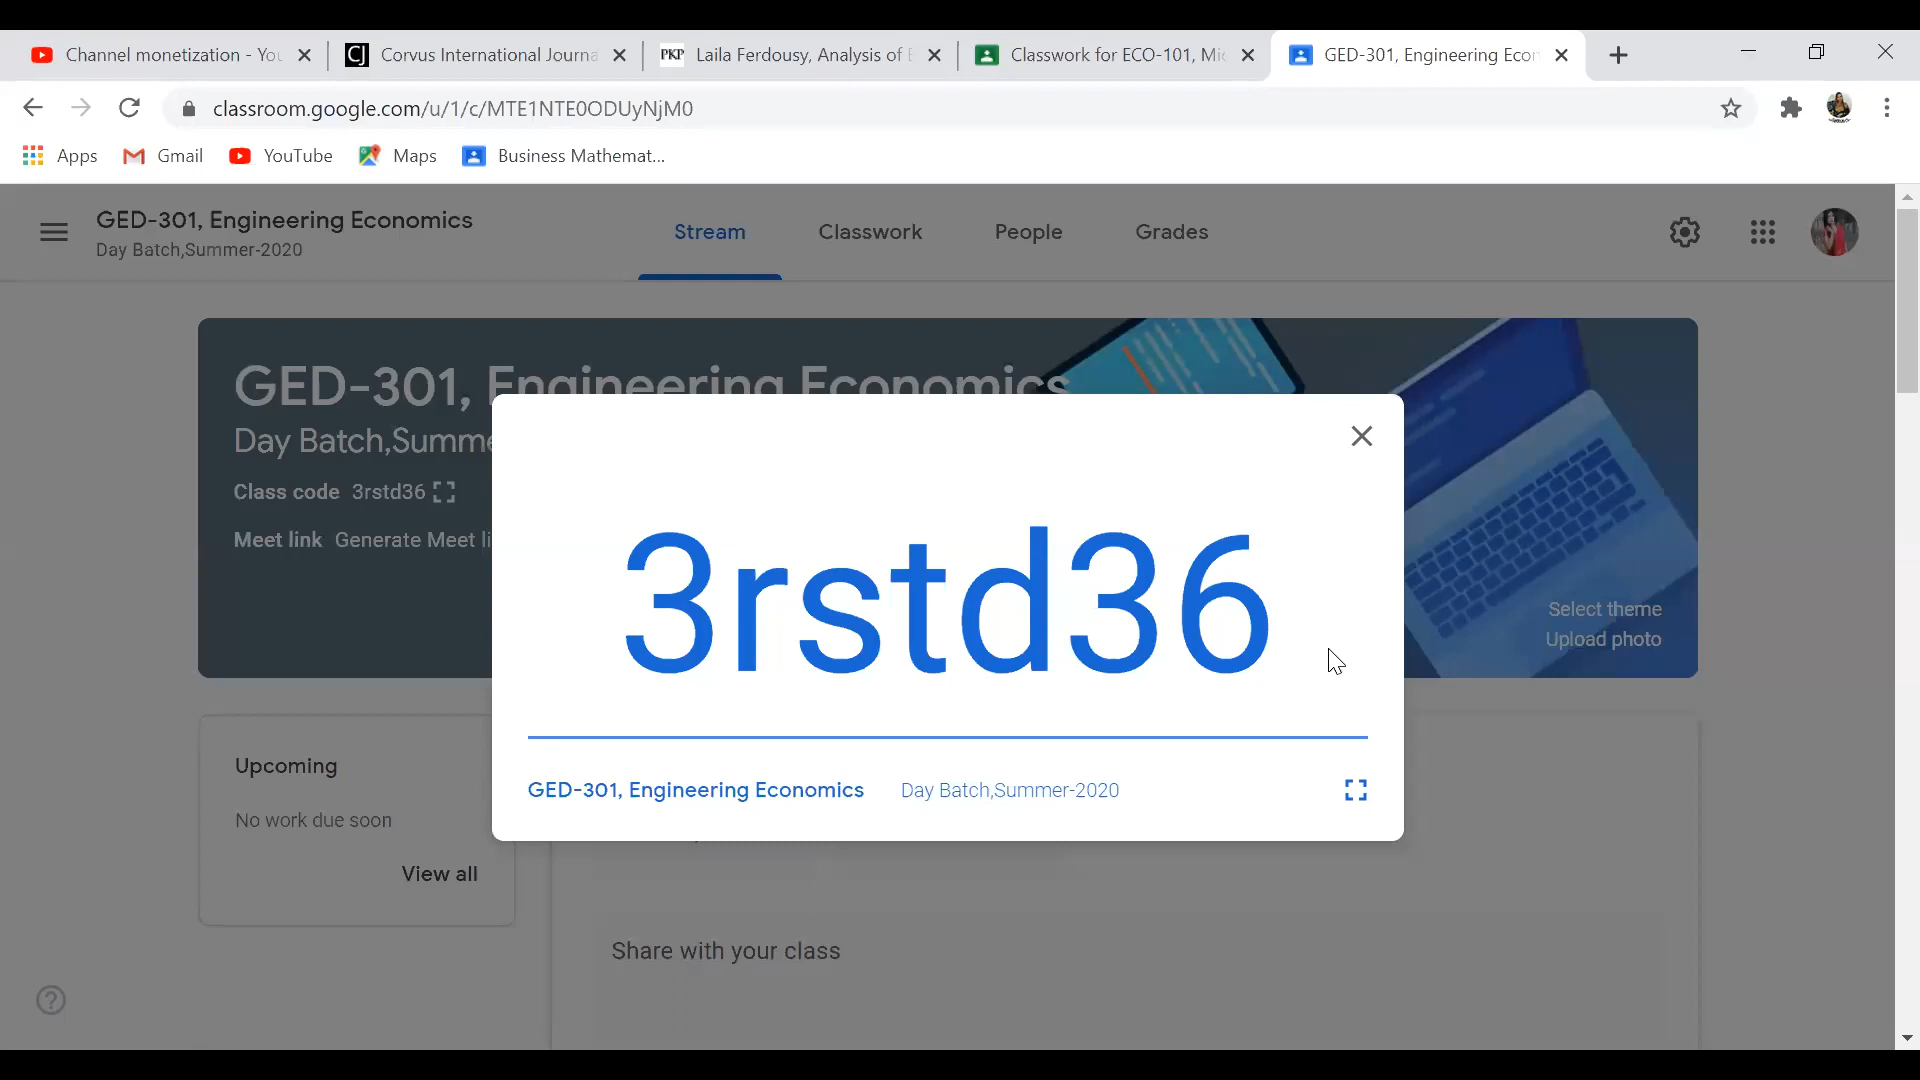 Channel monetization - You
CJ Corvus International Journa
PKP Laila Ferdousy, Analysis of
Classwork for ECO-101, Mic
GED-301, Engineering Econ
classroom.google.com/u/1/c/MTE1NTE0ODUyNjM0
Apps Gmail YouTube Maps Business Mathemat...
GED-301, Engineering Economics
Day Batch,Summer-2020
Stream Classwork People Grades
GED-301, Engineering Economics
Day Batch,Summe
Class code 3rstd36
Meet link Generate Meet li
3rstd36
Select theme
Upload photo
GED-301, Engineering Economics Day Batch,Summer-2020
Upcoming
No work due soon
View all
Share with your class